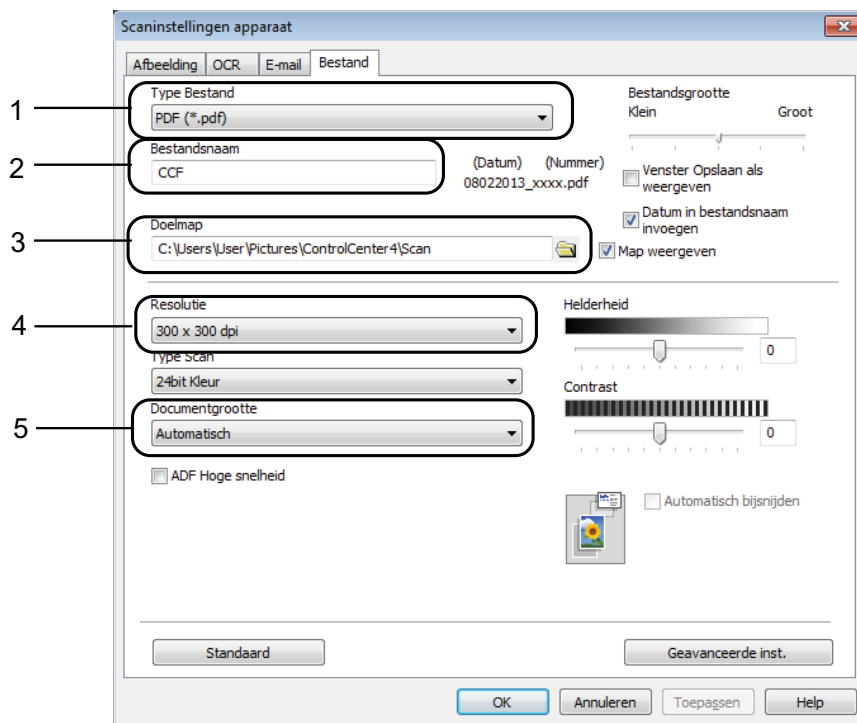 Scaninstellingen apparaat
Afbeelding OCR E-mail Bestand
1
Type Bestand
PDF (*.pdf)
Bestandsgrootte
Klein Groot
2
Bestandsnaam
CCF
(Datum) (Nummer)
08022013_xxxx.pdf
Venster Opslaan als
weergeven
Datum in bestandsnaam
invoegen
3
Doelmap
C:\Users\User\Pictures\ControlCenter4\Scan
Map weergeven
4
Resolutie
300 x 300 dpi
Type Scan
24bit Kleur
5
Documentgrootte
Automatisch
ADF Hoge snelheid
Helderheid
0
Contrast
0
Automatisch bijsnijden
Standaard
Geavanceerde inst.
OK Annuleren Toepassen Help